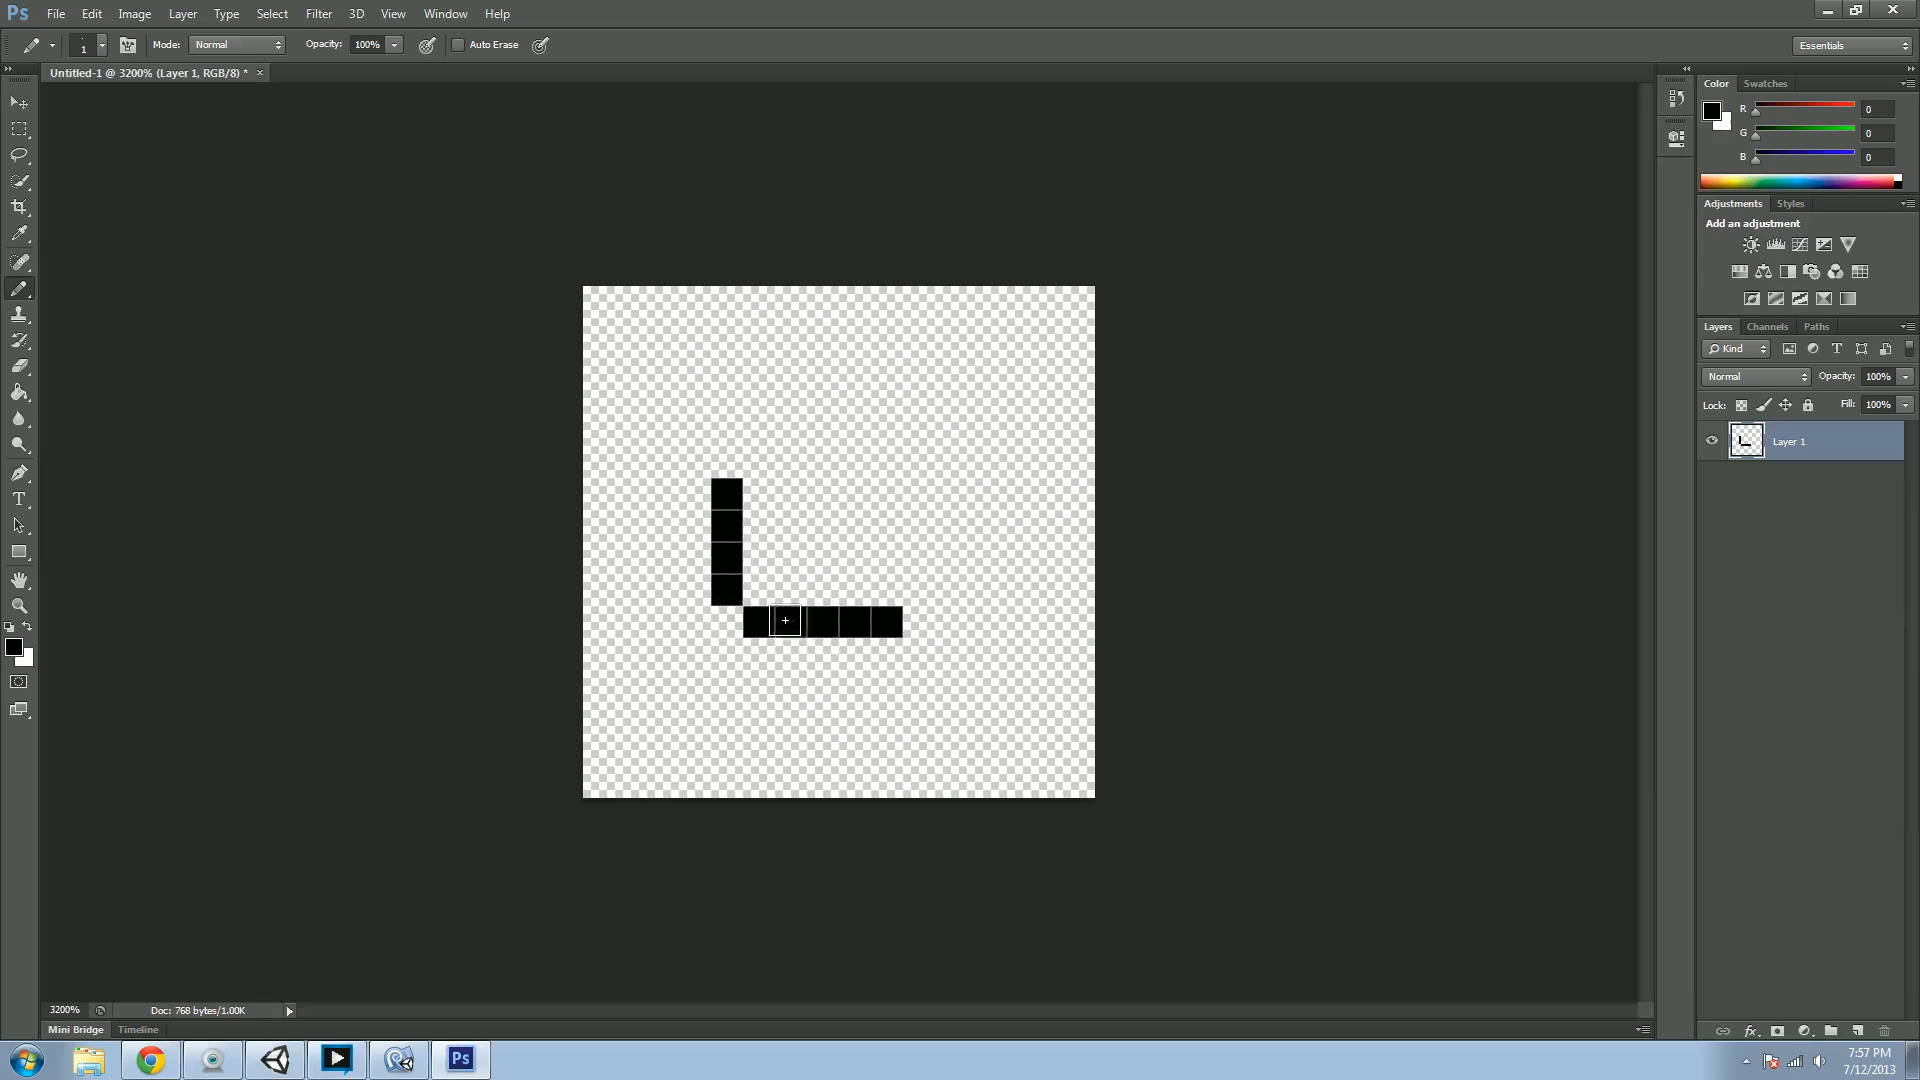 Ps File Edit Image Layer Type Select Filter 3D View Window Help
1 Mode: Normal Opacity: 100% Auto Erase Essentials
Untitled-1 @ 3200% (Layer 1, RGB/8) * ×
Color Swatches
R 0
G 0
B 0
Adjustments Styles
Add an adjustment
Layers Channels Paths
Kind T
Normal Opacity: 100%
Lock: Fill: 100%
Layer 1
T
3200% Doc: 768 bytes/1.00K
Mini Bridge Timeline
fx
Ps
7:57 PM
7/12/2013